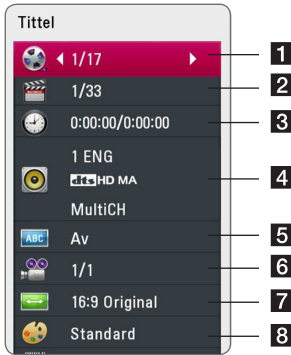 Tittel
1/17 1
1/33 2
0:00:00/0:00:00 3
1 ENG
dts HD MA 4
MultiCH
ABC Av 5
1/1 6
16:9 Original 7
Standard 8